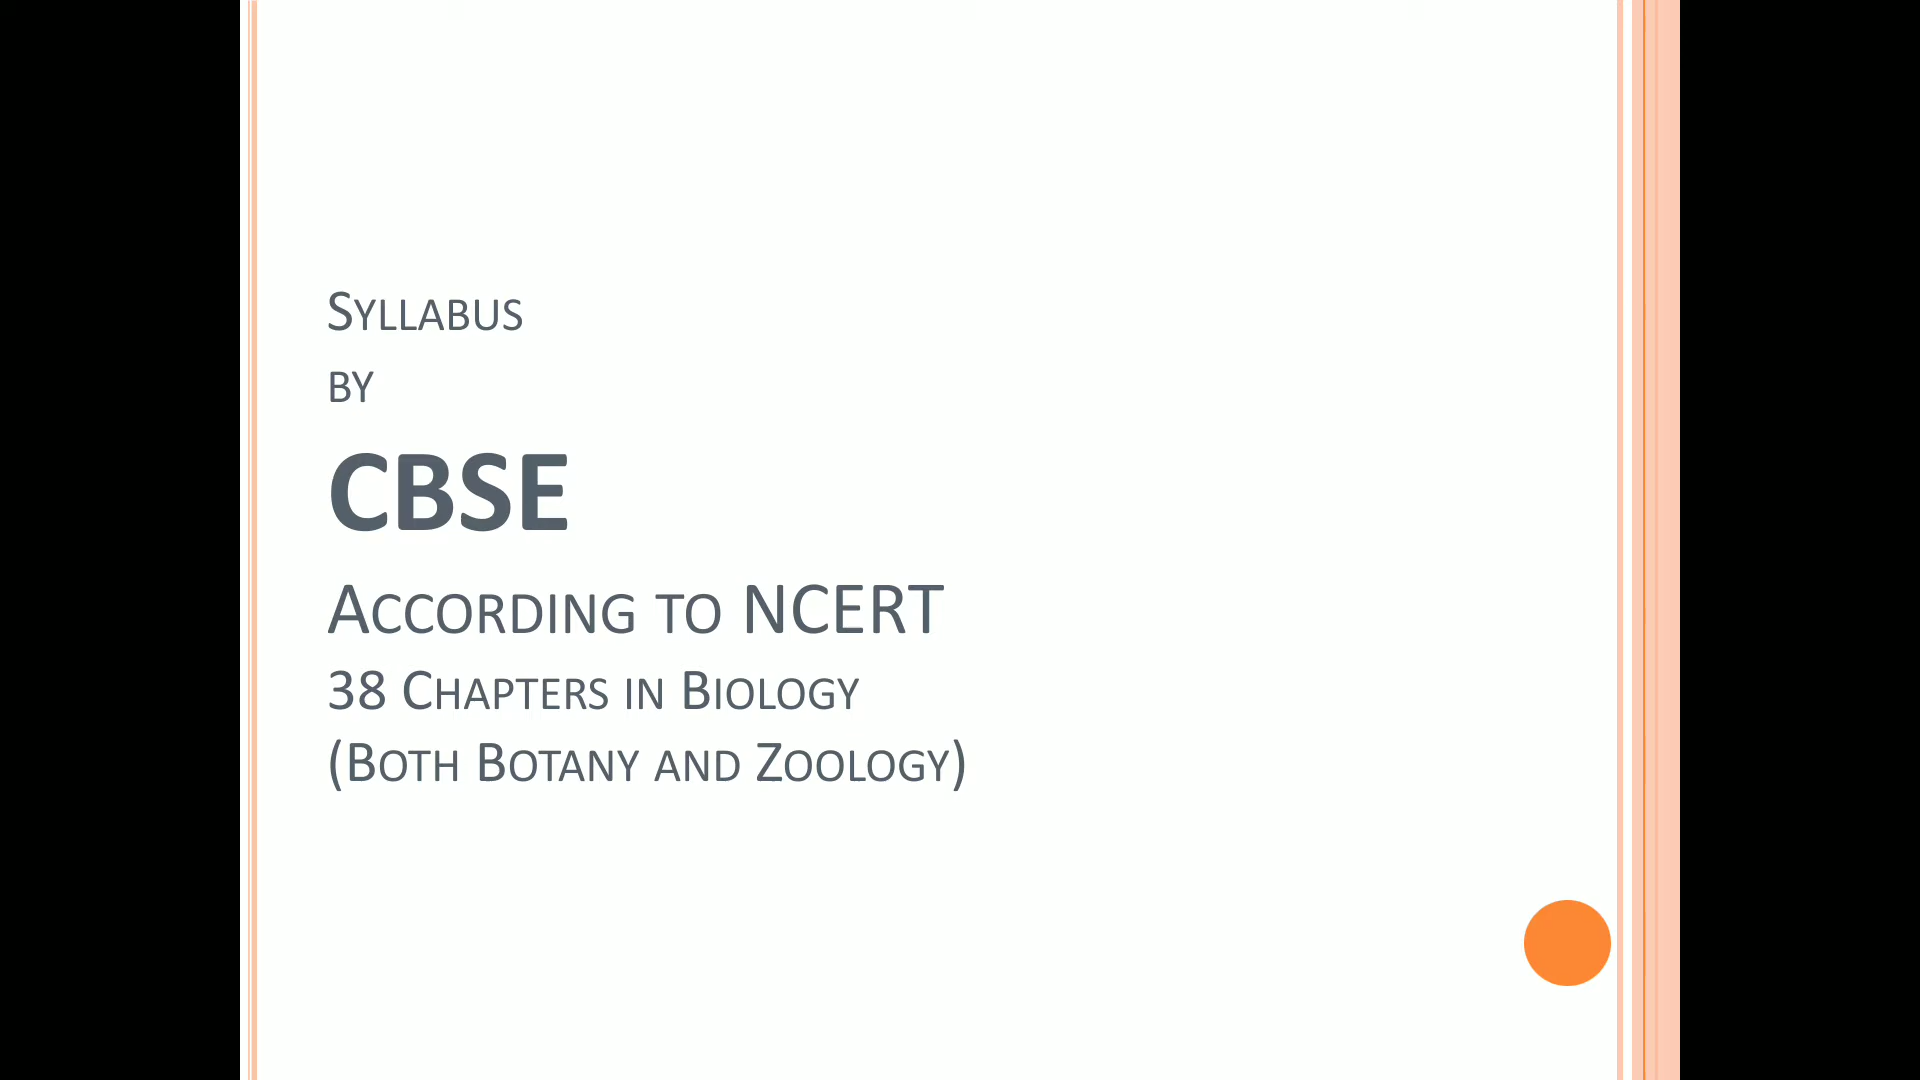 Syllabus
by
CBSE
According to NCERT
38 Chapters in Biology
(Both Botany and Zoology)